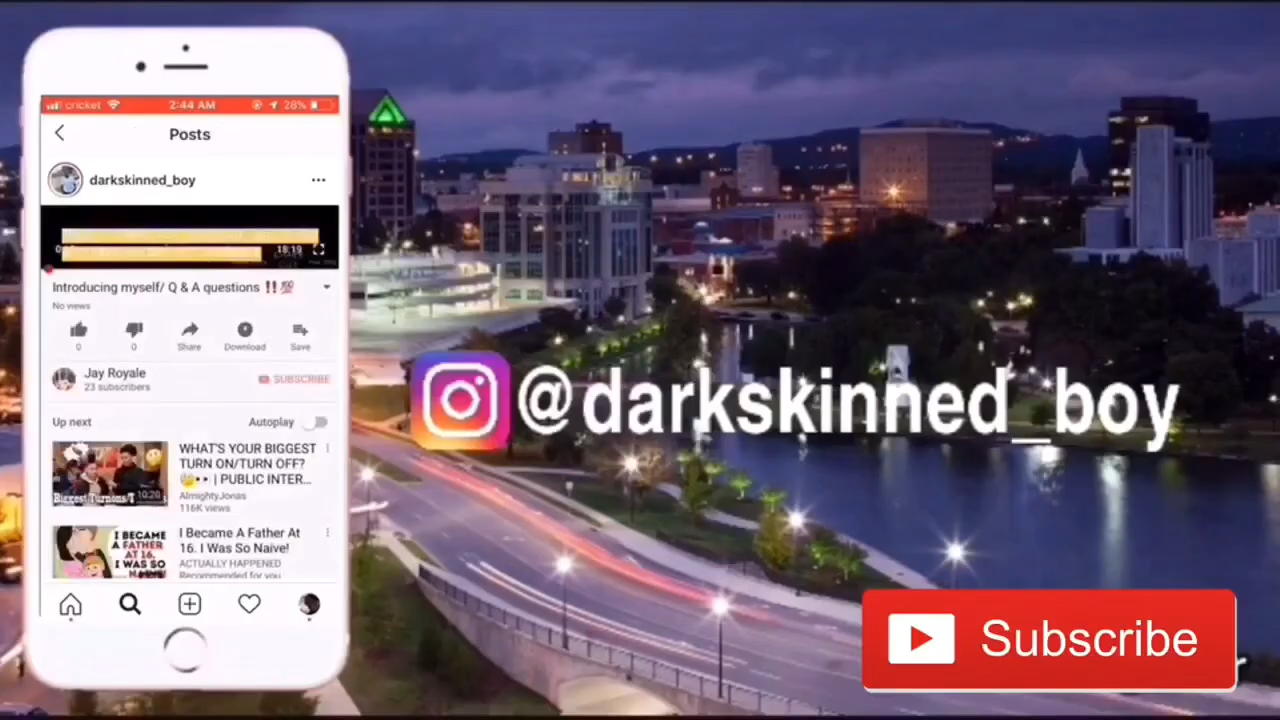 cricket 2:44 AM 28%
Posts
darkskinned_boy
18:19
Introducing myself/ Q & A questions ‼️💯
No views
0 0 Share Download Save
Jay Royale
23 subscribers
SUBSCRIBE
Up next Autoplay
WHAT'S YOUR BIGGEST
TURN ON/TURN OFF?
🤔👀 | PUBLIC INTER...
AlmightyJonas
116K views
Biggest Turnons/T
10:20
I Became A Father At
16. I Was So Naive!
ACTUALLY HAPPENED
Recommended for you
I BECAME
A FATHER
AT 16.
I WAS SO
@darkskinned_boy
Subscribe